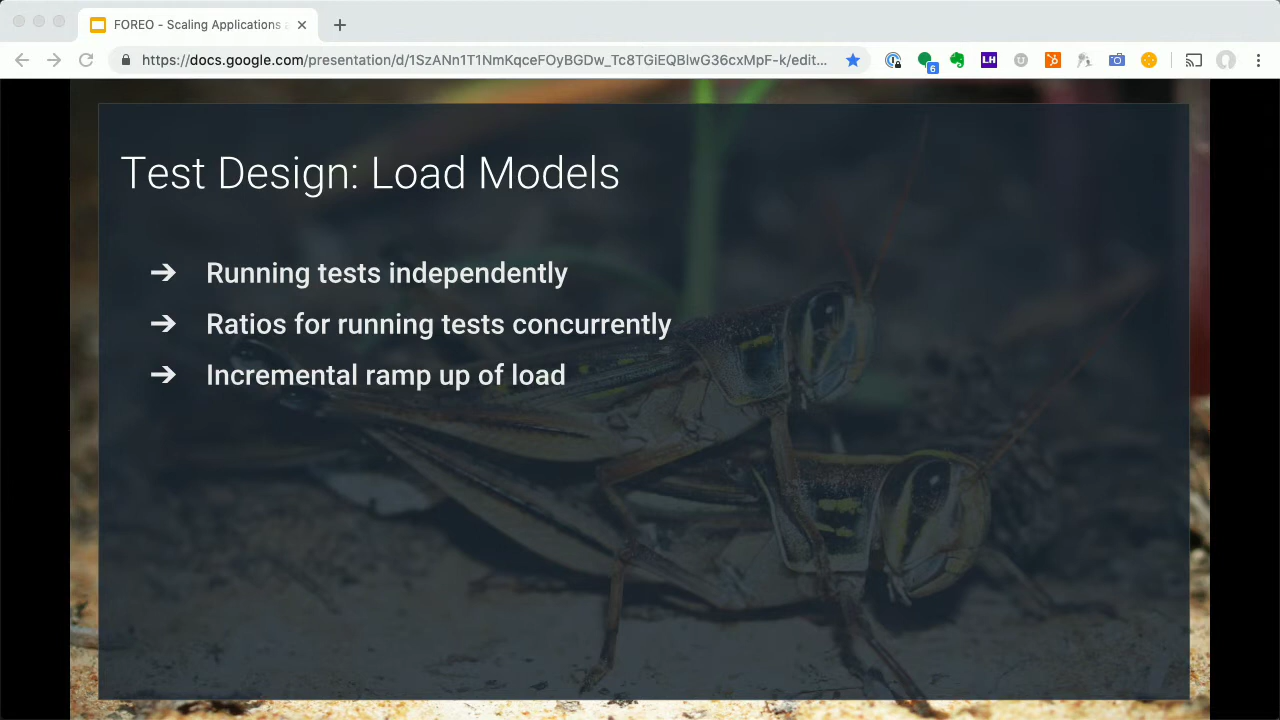 FOREO - Scaling Applications
https://docs.google.com/presentation/d/1SzANn1T1NmKqceFOyBGDw_Tc8TGiEQBlwG36cxMpF-k/edit...
6
LH
Test Design: Load Models
➔ Running tests independently
➔ Ratios for running tests concurrently
➔ Incremental ramp up of load